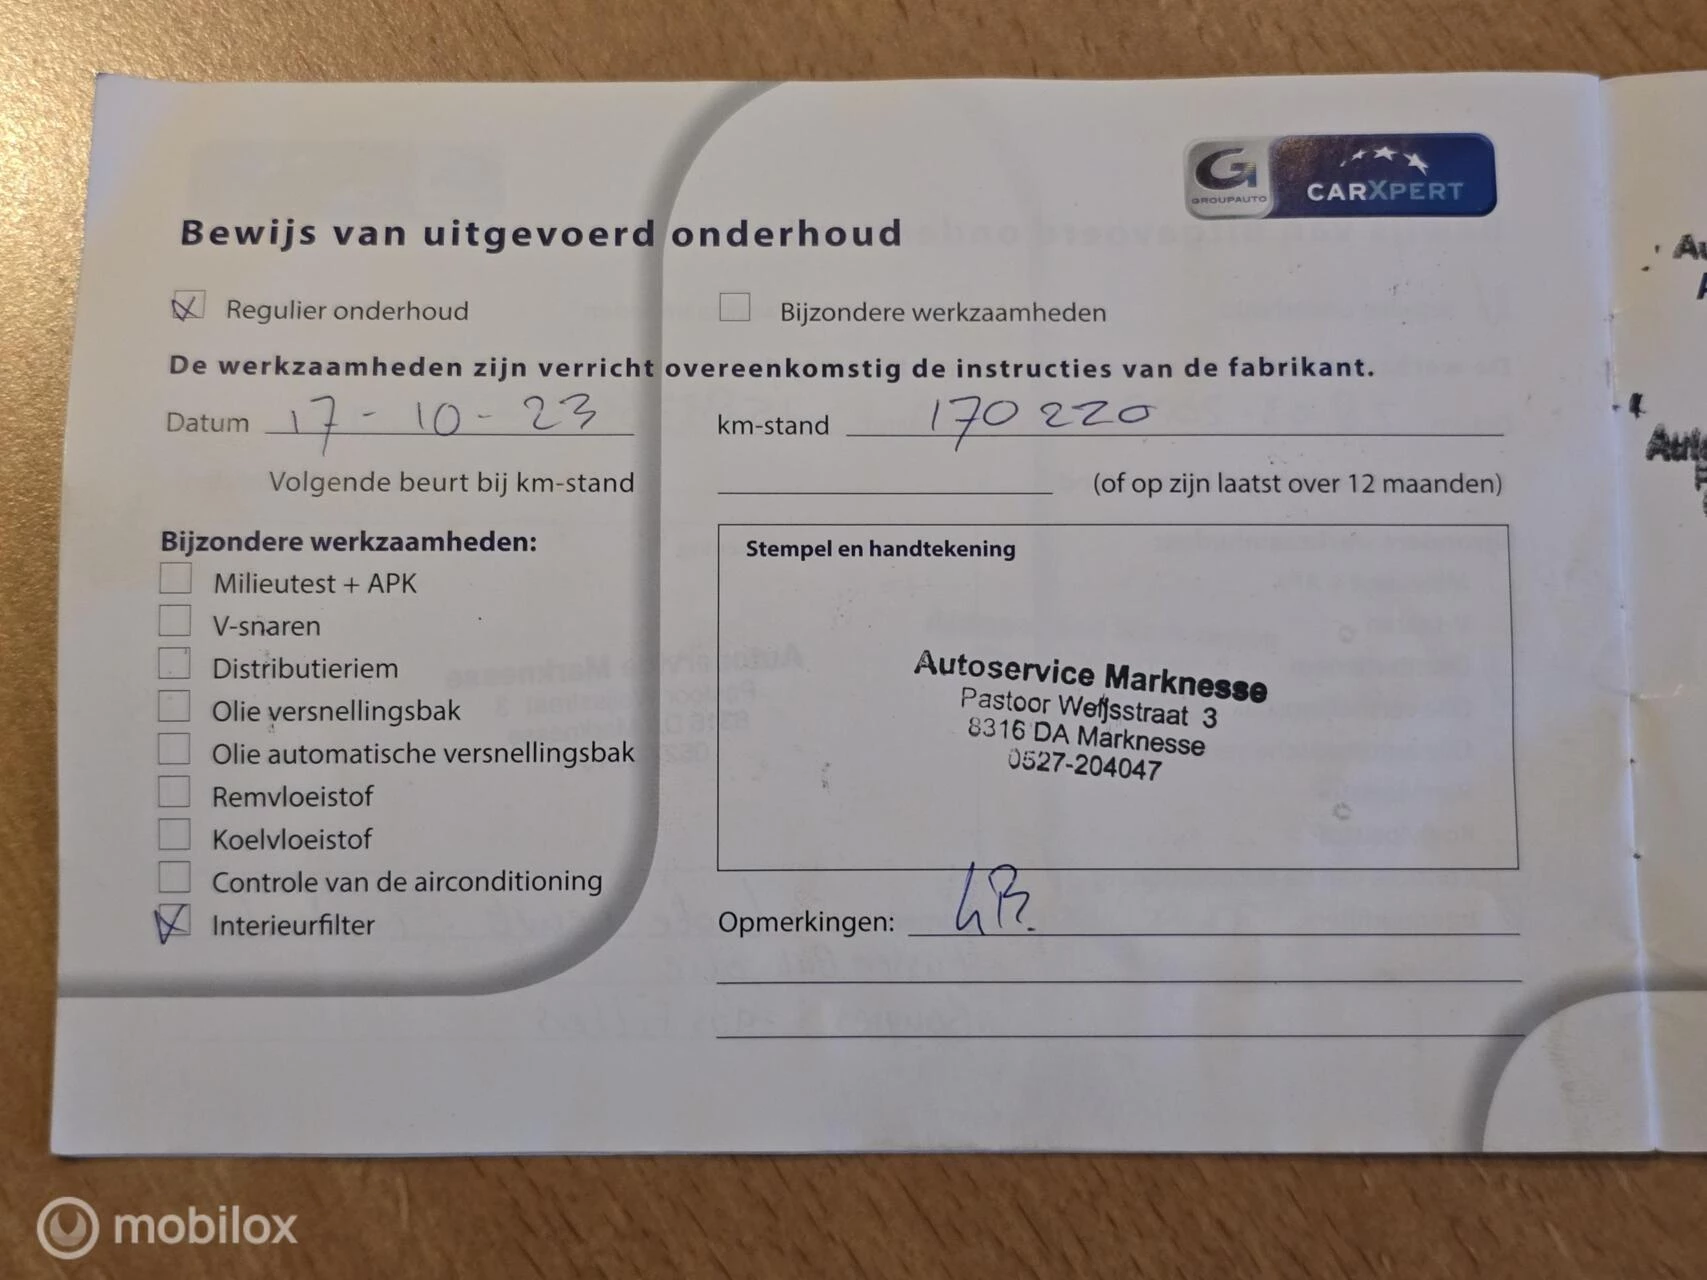 GROUPAUTO CARXPERT
Bewijs van uitgevoerd onderhoud
Regulier onderhoud
Bijzondere werkzaamheden
De werkzaamheden zijn verricht overeenkomstig de instructies van de fabrikant.
Datum 17-10-23
km-stand 170220
Volgende beurt bij km-stand (of op zijn laatst over 12 maanden)
Bijzondere werkzaamheden:
Milieutest + APK
V-snaren
Distributieriem
Olie versnellingsbak
Olie automatische versnellingsbak
Remvloeistof
Koelvloeistof
Controle van de airconditioning
Interieurfilter
Stempel en handtekening
Autoservice Marknesse
Pastoor Weijsstraat 3
8316 DA Marknesse
0527-204047
Opmerkingen:
mobilox